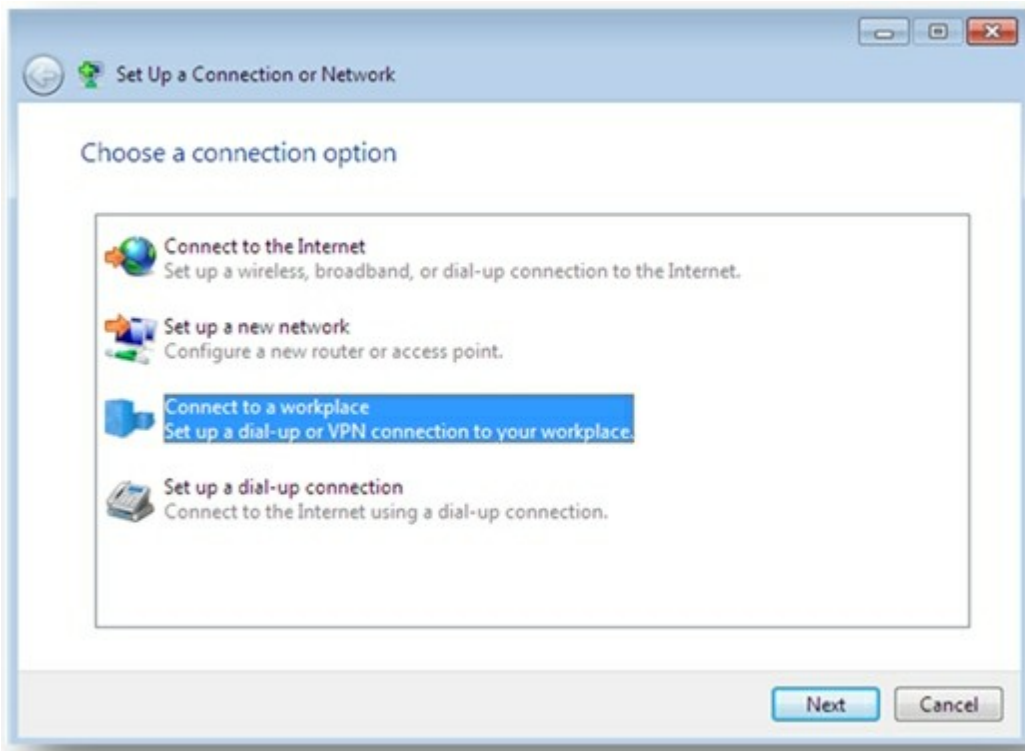 Set Up a Connection or Network
Choose a connection option
Connect to the Internet
Set up a wireless, broadband, or dial-up connection to the Internet.
Set up a new network
Configure a new router or access point.
Connect to a workplace
Set up a dial-up or VPN connection to your workplace.
Set up a dial-up connection
Connect to the Internet using a dial-up connection.
Next Cancel